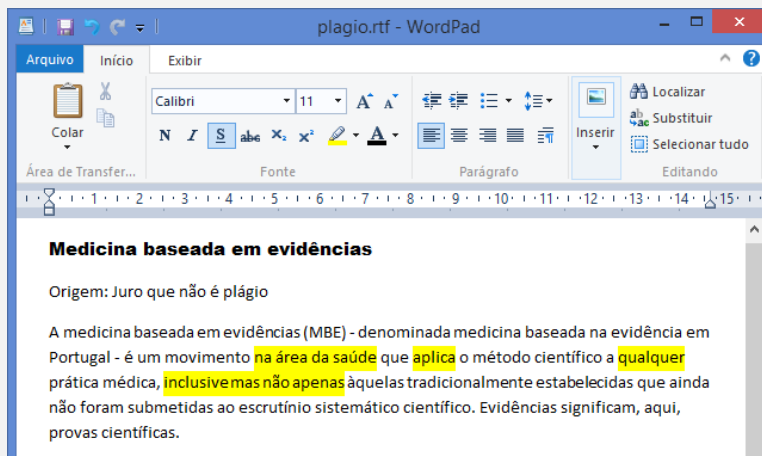 plagio.rtf - WordPad
Arquivo Início Exibir
Colar
Área de Transfer...
Calibri 11 A A
N I S abc X₂ X² A
Fonte
Parágrafo
Inserir
Localizar
Substituir
Selecionar tudo
Editando
1 2 3 4 5 6 7 8 9 10 11 12 13 14 15
Medicina baseada em evidências
Origem: Juro que não é plágio
A medicina baseada em evidências (MBE) - denominada medicina baseada na evidência em
Portugal - é um movimento na área da saúde que aplica o método científico a qualquer
prática médica, inclusive mas não apenas àquelas tradicionalmente estabelecidas que ainda
não foram submetidas ao escrutínio sistemático científico. Evidências significam, aqui,
provas científicas.